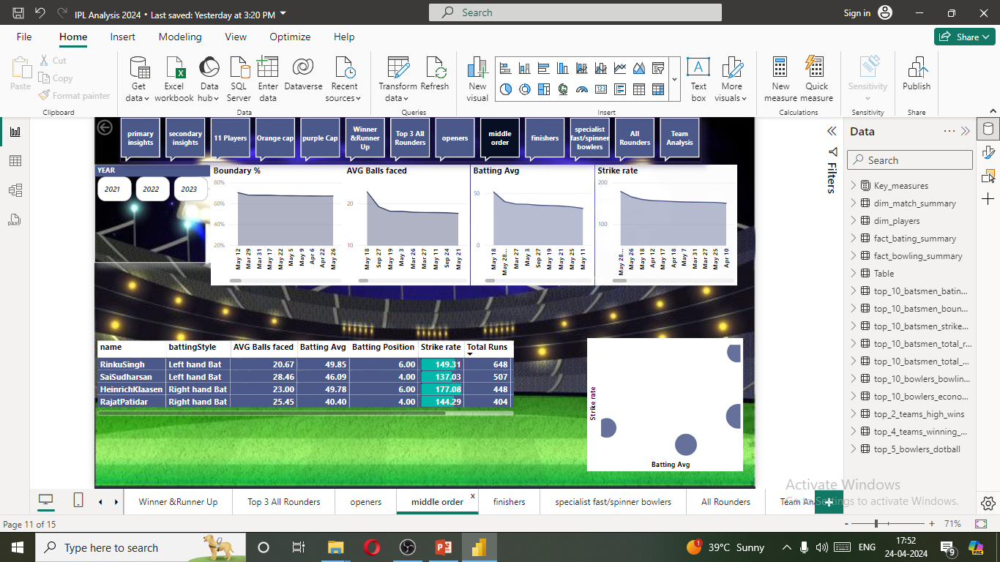 IPL Analysis 2024 • Last saved: Yesterday at 3:20 PM
Search
Sign in
File Home Insert Modeling View Optimize Help
Share
Paste
Cut
Copy
Format painter
Clipboard
Get data
Excel workbook
Data hub
SQL Server
Enter data
Dataverse
Recent sources
Data
Transform data
Refresh
Queries
New visual
Text box
More visuals
Insert
New measure
Quick measure
Calculations
Sensitivity
Sensitivity
Publish
Share
primary insights
secondary insights
11 Players
Orange cap
purple Cap
Winner &Runner Up
Top 3 All Rounders
openers
middle order
finishers
specialist fast/spinner bowlers
All Rounders
Team Analysis
YEAR
2021 2022 2023
Boundary %
80%
60%
40%
20%
May 12 Mar 29 Mar 31 May 17 May 22 May 5 May 9 Apr 6 Apr 22 May 26
AVG Balls faced
20
10
May 18 Sep 27 May 19 May 3 Mar 26 Mar 27 May 11 Sep 24 May 21
Batting Avg
50
0
May 18 May 28... Mar 27 May 3 Sep 27 May 19 May 21 May 25 May 11
Strike rate
200
100
May 28... May 26 May 18 Apr 12 May 17 Apr 18 May 7 Mar 31 Mar 27 May 25 Apr 10
name battingStyle AVG Balls faced Batting Avg Batting Position Strike rate Total Runs
RinkuSingh Left hand Bat 20.67 49.85 6.00 149.31 648
SaiSudharsan Left hand Bat 28.46 46.09 4.00 137.03 507
HeinrichKlaasen Right hand Bat 23.00 49.78 6.00 177.08 448
RajatPatidar Right hand Bat 25.45 40.40 4.00 144.29 404
Strike rate
Batting Avg
Filters
Data
Search
Key_measures
dim_match_summary
dim_players
fact_bating_summary
fact_bowling_summary
Table
top_10_batsmen_batin...
top_10_batsmen_boun...
top_10_batsmen_strike...
top_10_batsmen_total_r...
top_10_batsmen_total_...
top_10_bowlers_bowlin...
top_10_bowlers_econo...
top_2_teams_high_wins
top_4_teams_winning_...
top_5_bowlers_dotball
Activate Windows
Go to Settings to activate Windows.
Winner &Runner Up Top 3 All Rounders openers middle order x finishers specialist fast/spinner bowlers All Rounders Team An
Page 11 of 15
- + 71%
Type here to search
1
39°C Sunny
ENG
17:52
24-04-2024
9
PRE